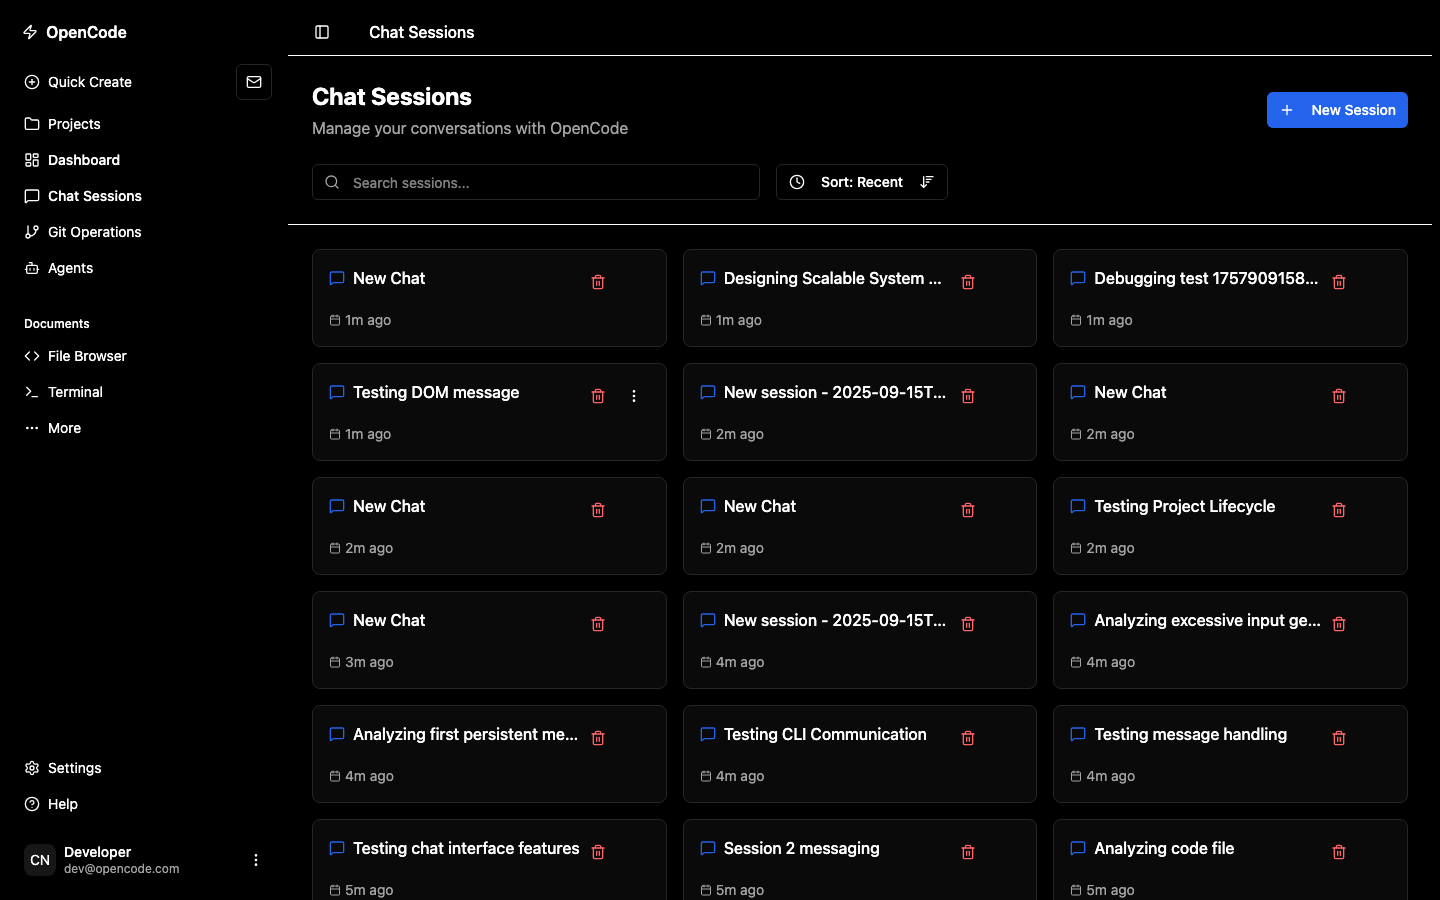 OpenCode
Quick Create
Projects
Dashboard
Chat Sessions
Git Operations
Agents
Documents
File Browser
Terminal
More
Settings
Help
CN
Developer
dev@opencode.com
Chat Sessions
Chat Sessions
Manage your conversations with OpenCode
New Session
Search sessions...
Sort: Recent
New Chat
1m ago
Designing Scalable System ...
1m ago
Debugging test 1757909158...
1m ago
Testing DOM message
1m ago
New session - 2025-09-15T...
2m ago
New Chat
2m ago
New Chat
2m ago
New Chat
2m ago
Testing Project Lifecycle
2m ago
New Chat
3m ago
New session - 2025-09-15T...
4m ago
Analyzing excessive input ge...
4m ago
Analyzing first persistent me...
4m ago
Testing CLI Communication
4m ago
Testing message handling
4m ago
Testing chat interface features
5m ago
Session 2 messaging
5m ago
Analyzing code file
5m ago